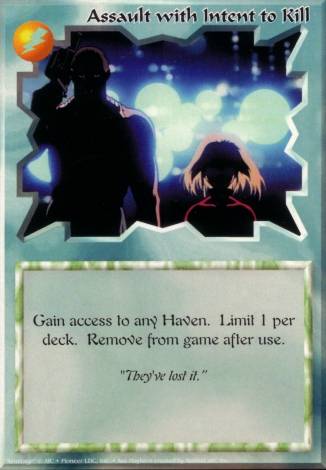 Assault with Intent to Kill
Gain access to any Haven. Limit 1 per
deck. Remove from game after use.
"They've lost it."